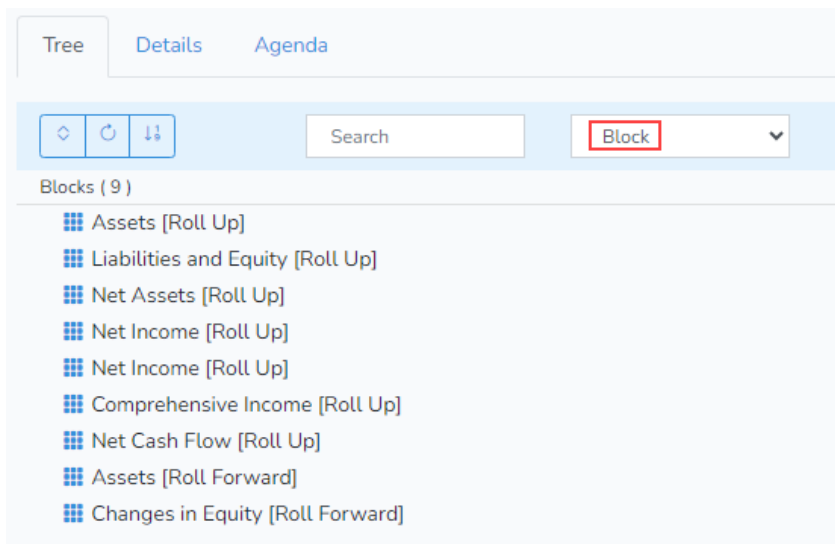 Tree Details Agenda
Search Block
Blocks ( 9 )
Assets [Roll Up]
Liabilities and Equity [Roll Up]
Net Assets [Roll Up]
Net Income [Roll Up]
Net Income [Roll Up]
Comprehensive Income [Roll Up]
Net Cash Flow [Roll Up]
Assets [Roll Forward]
Changes in Equity [Roll Forward]